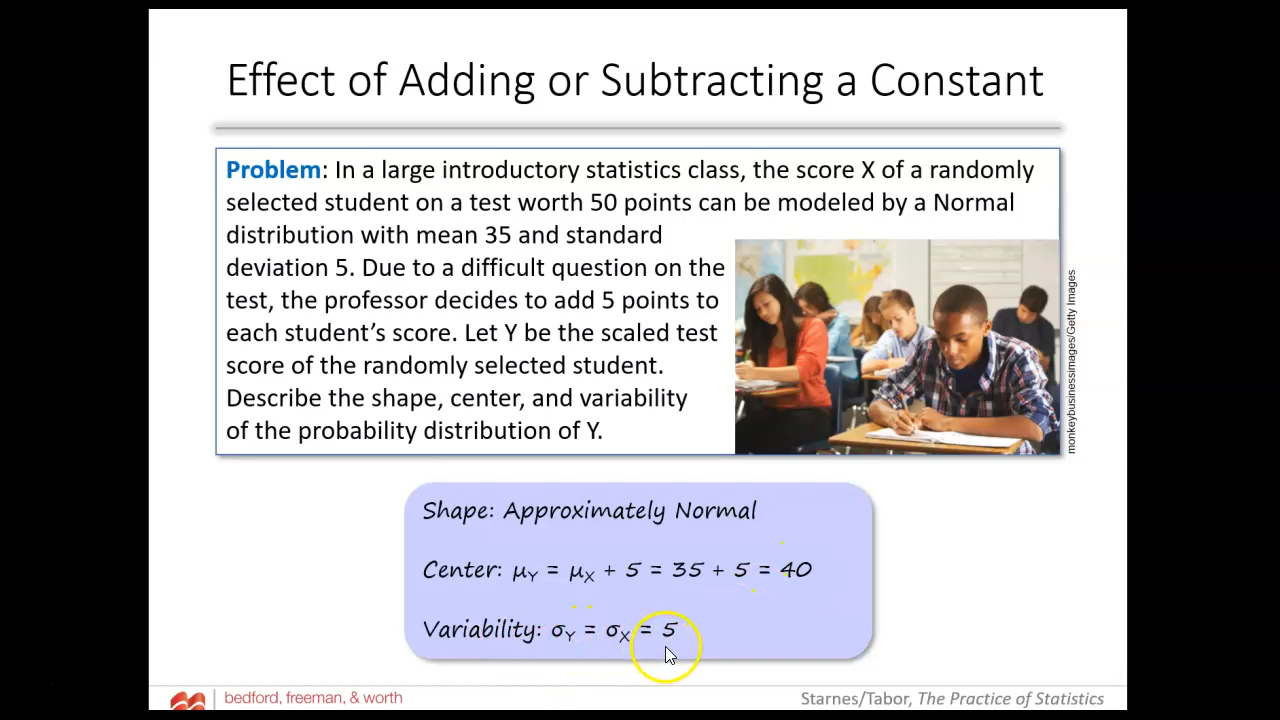 Effect of Adding or Subtracting a Constant
Problem: In a large introductory statistics class, the score X of a randomly
selected student on a test worth 50 points can be modeled by a Normal
distribution with mean 35 and standard
deviation 5. Due to a difficult question on the
test, the professor decides to add 5 points to
each student’s score. Let Y be the scaled test
score of the randomly selected student.
Describe the shape, center, and variability
of the probability distribution of Y.
monkeybusinessimages/Getty Images
Shape: Approximately Normal
Center: μY = μX + 5 = 35 + 5 = 40
Variability: σY = σX = 5
bedford, freeman, & worth
Starnes/Tabor, The Practice of Statistics